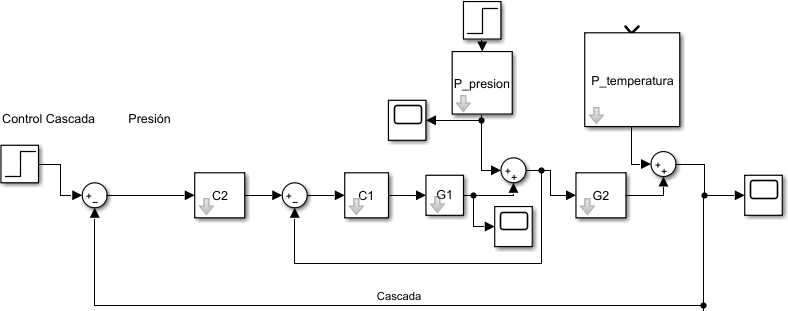 P_presion
P_temperatura
Control Cascada
Presión
C2
C1
G1
G2
Cascada